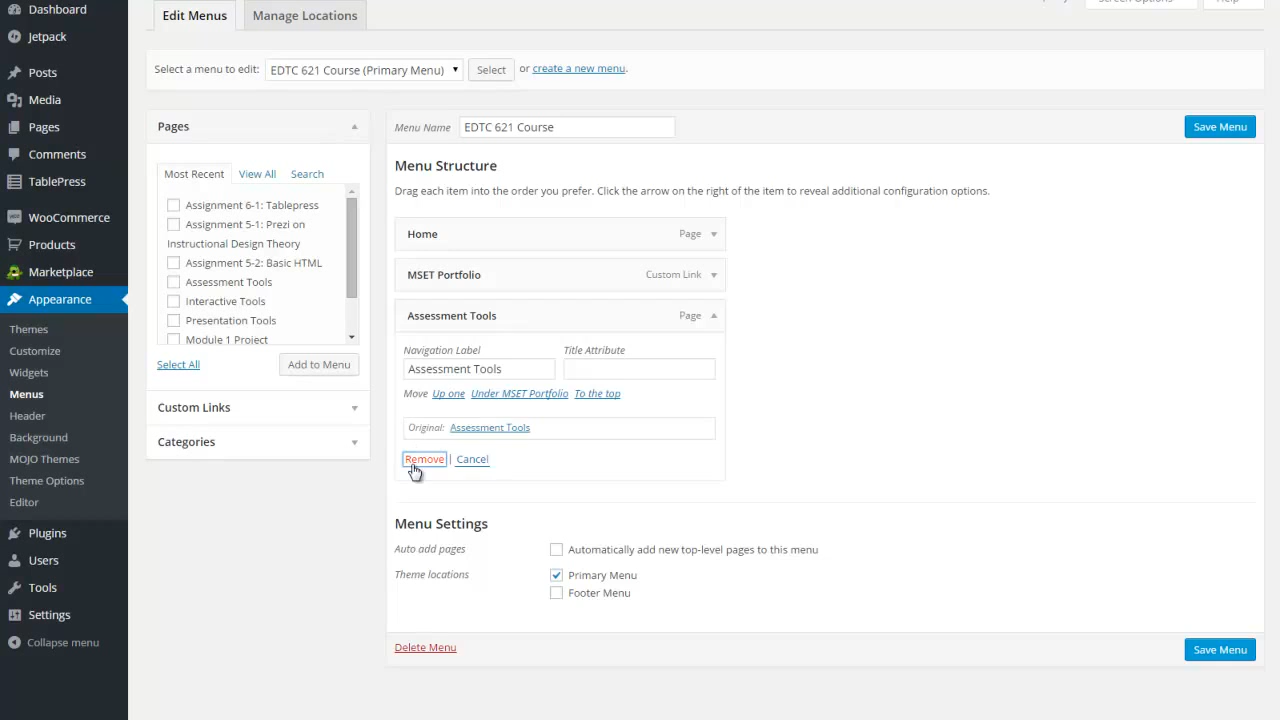 Dashboard
Jetpack
Posts
Media
Pages
Comments
TablePress
WooCommerce
Products
Marketplace
Appearance
Themes
Customize
Widgets
Menus
Header
Background
MOJO Themes
Theme Options
Editor
Plugins
Users
Tools
Settings
Collapse menu
Edit Menus
Manage Locations
Screen Options
Help
Select a menu to edit: EDTC 621 Course (Primary Menu) Select or create a new menu.
Pages
Most Recent View All Search
Assignment 6-1: Tablepress
Assignment 5-1: Prezi on
Instructional Design Theory
Assignment 5-2: Basic HTML
Assessment Tools
Interactive Tools
Presentation Tools
Module 1 Project
Select All Add to Menu
Custom Links
Categories
Menu Name EDTC 621 Course Save Menu
Menu Structure
Drag each item into the order you prefer. Click the arrow on the right of the item to reveal additional configuration options.
Home Page
MSET Portfolio Custom Link
Assessment Tools Page
Navigation Label Title Attribute
Assessment Tools
Move Up one Under MSET Portfolio To the top
Original: Assessment Tools
Remove | Cancel
Menu Settings
Auto add pages Automatically add new top-level pages to this menu
Theme locations Primary Menu
Footer Menu
Delete Menu Save Menu